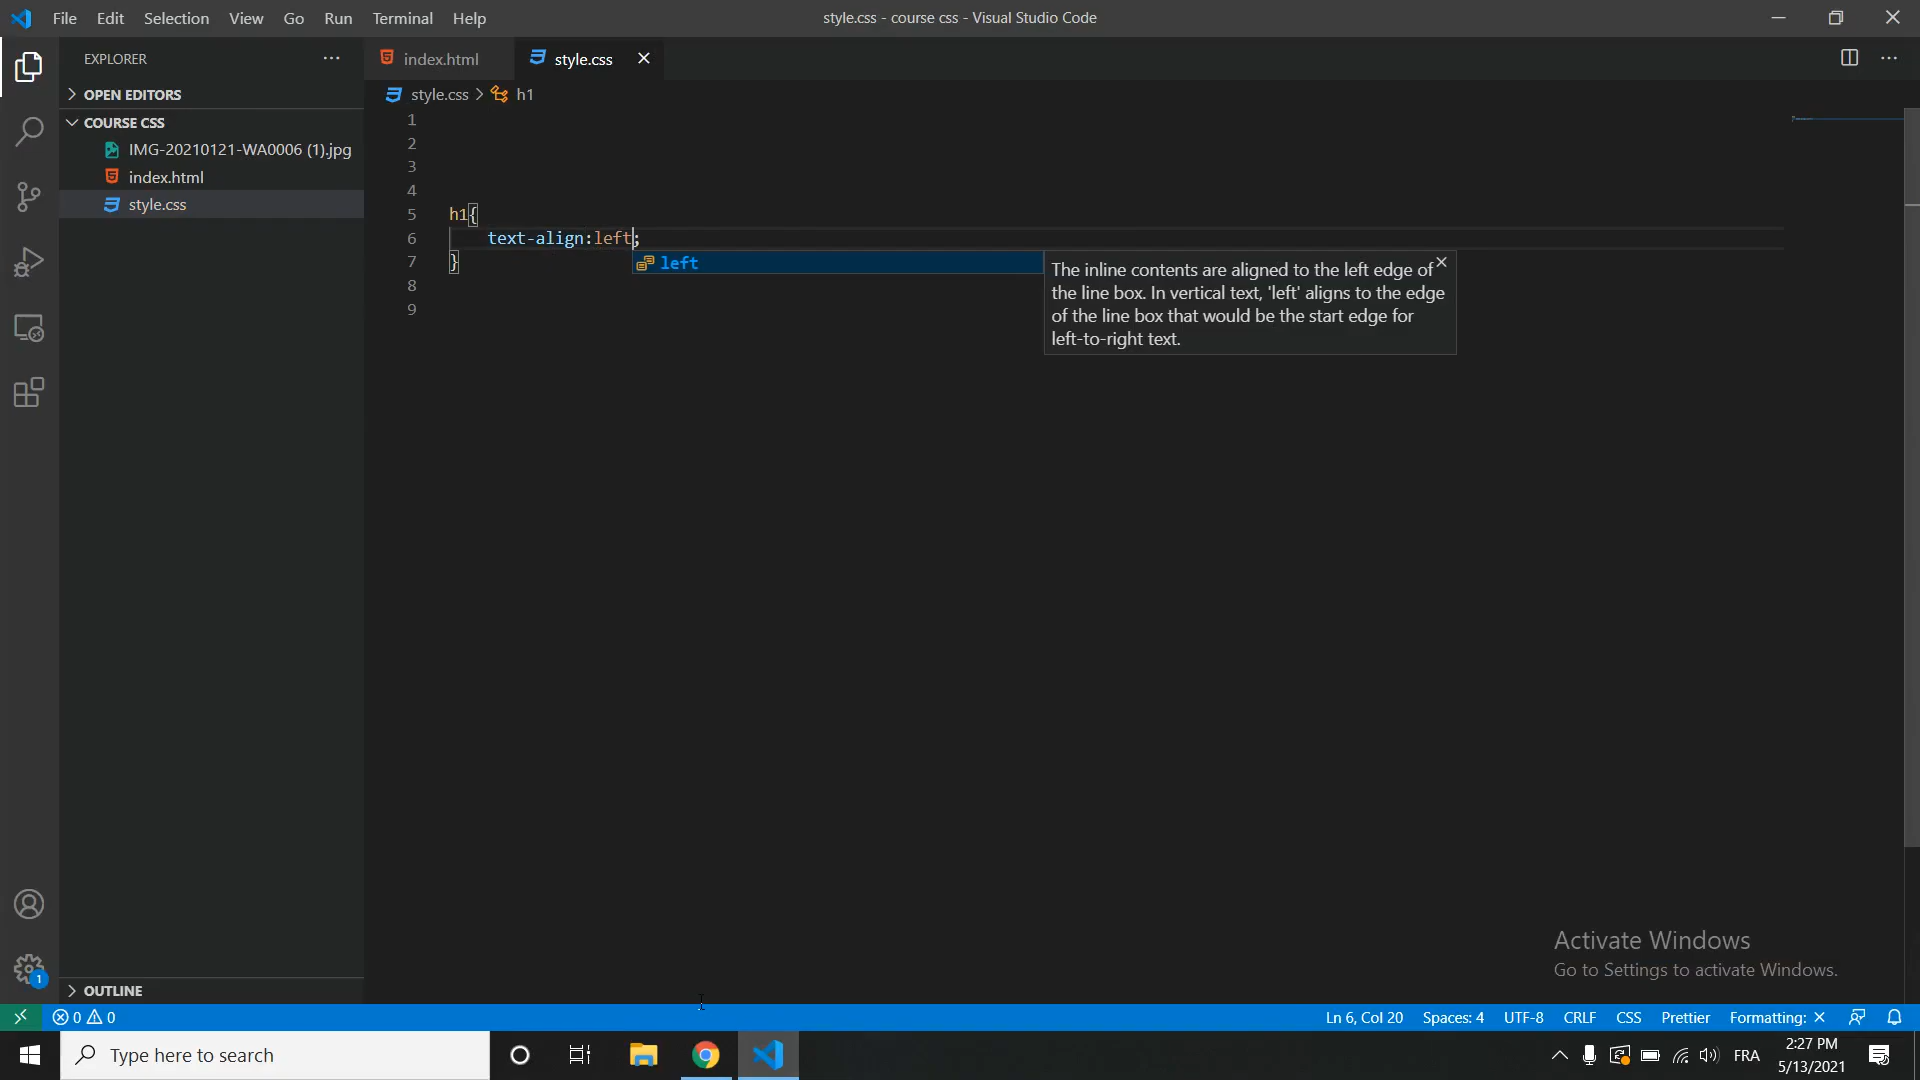 File Edit Selection View Go Run Terminal Help
style.css - course css - Visual Studio Code
EXPLORER
OPEN EDITORS
COURSE CSS
IMG-20210121-WA0006 (1).jpg
index.html
style.css
OUTLINE
index.html
style.css
style.css > h1
1
2
3
4
5 h1{
6 text-align:left;
7 }
8
9
left
The inline contents are aligned to the left edge of
the line box. In vertical text, 'left' aligns to the edge
of the line box that would be the start edge for
left-to-right text.
Activate Windows
Go to Settings to activate Windows.
1
0 0
Ln 6, Col 20 Spaces: 4 UTF-8 CRLF CSS Prettier Formatting: ×
Type here to search
FRA
2:27 PM
5/13/2021